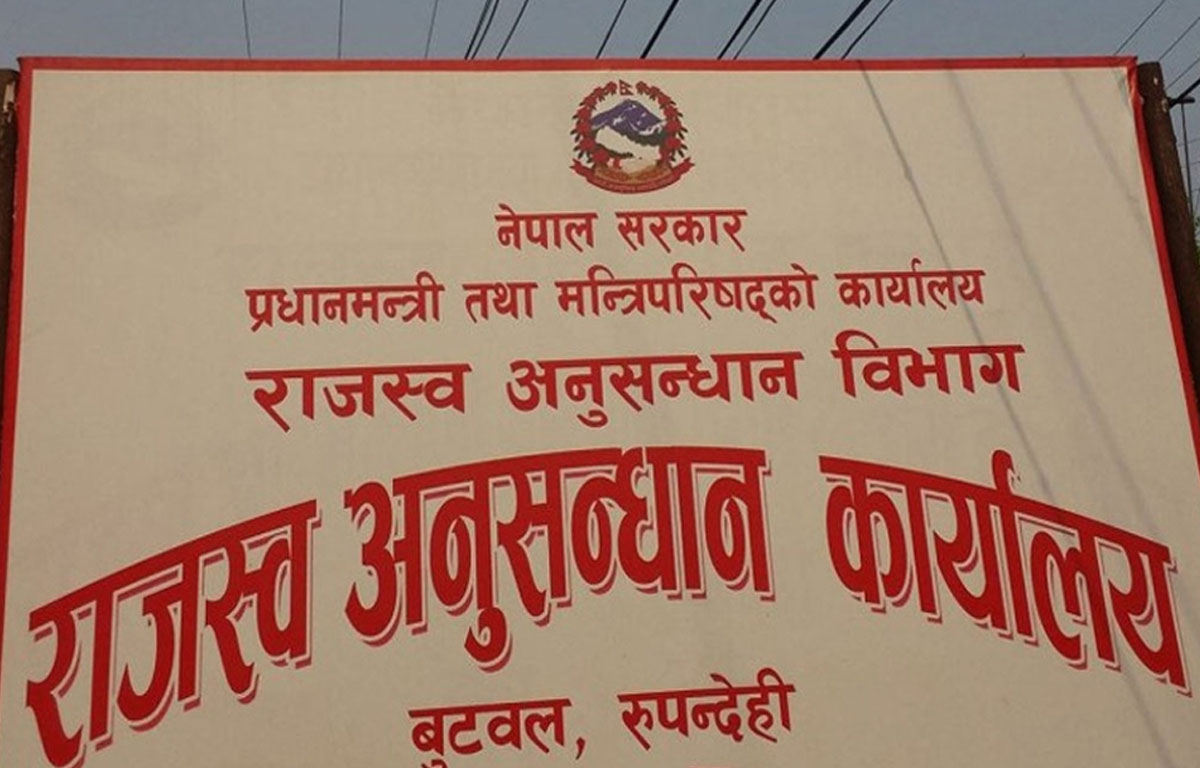 नेपाल सरकार
प्रधानमन्त्री तथा मन्त्रिपरिषद्को कार्यालय
राजस्व अनुसन्धान विभाग
राजस्व अनुसन्धान कार्यालय
बुटवल, रुपन्देही